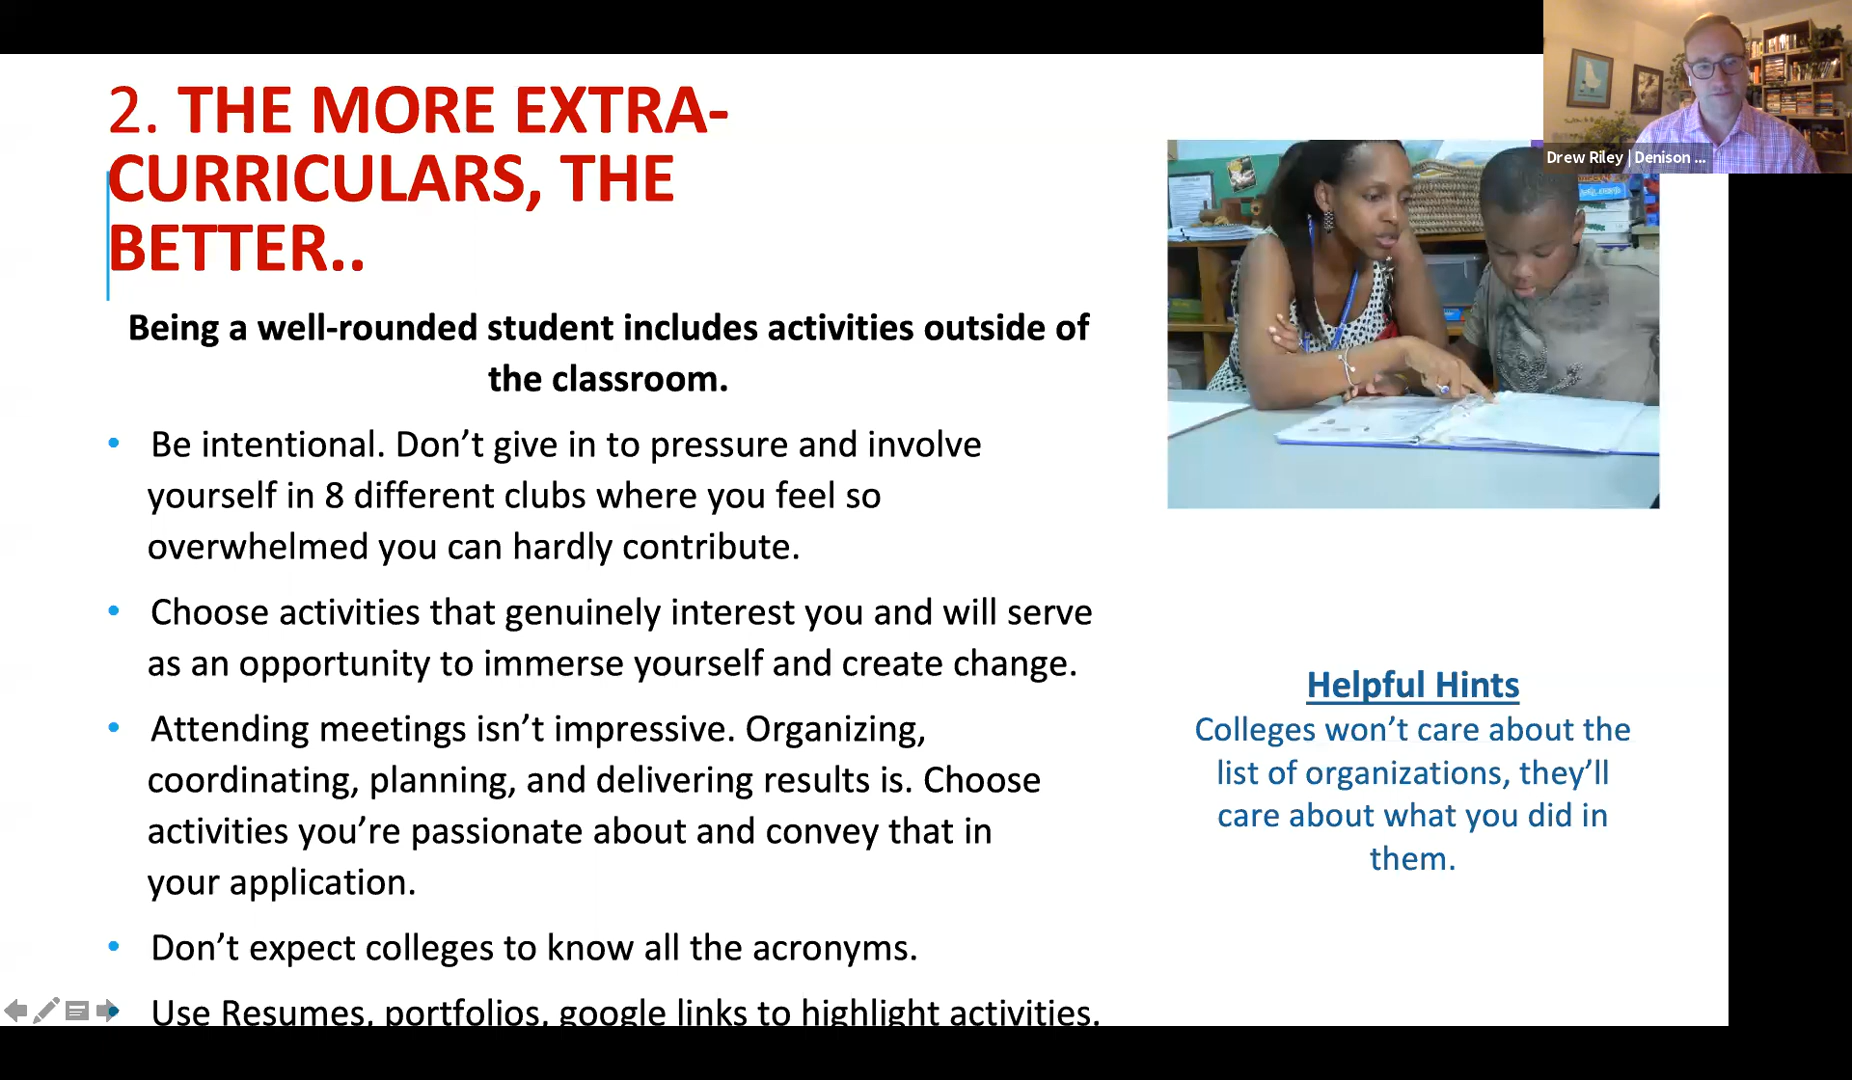 2. THE MORE EXTRA-
CURRICULARS, THE
BETTER..
Being a well-rounded student includes activities outside of
the classroom.
• Be intentional. Don’t give in to pressure and involve
yourself in 8 different clubs where you feel so
overwhelmed you can hardly contribute.
• Choose activities that genuinely interest you and will serve
as an opportunity to immerse yourself and create change.
• Attending meetings isn’t impressive. Organizing,
coordinating, planning, and delivering results is. Choose
activities you’re passionate about and convey that in
your application.
• Don’t expect colleges to know all the acronyms.
• Use Resumes, portfolios, google links to highlight activities.
Drew Riley | Denison ...
Helpful Hints
Colleges won’t care about the
list of organizations, they’ll
care about what you did in
them.